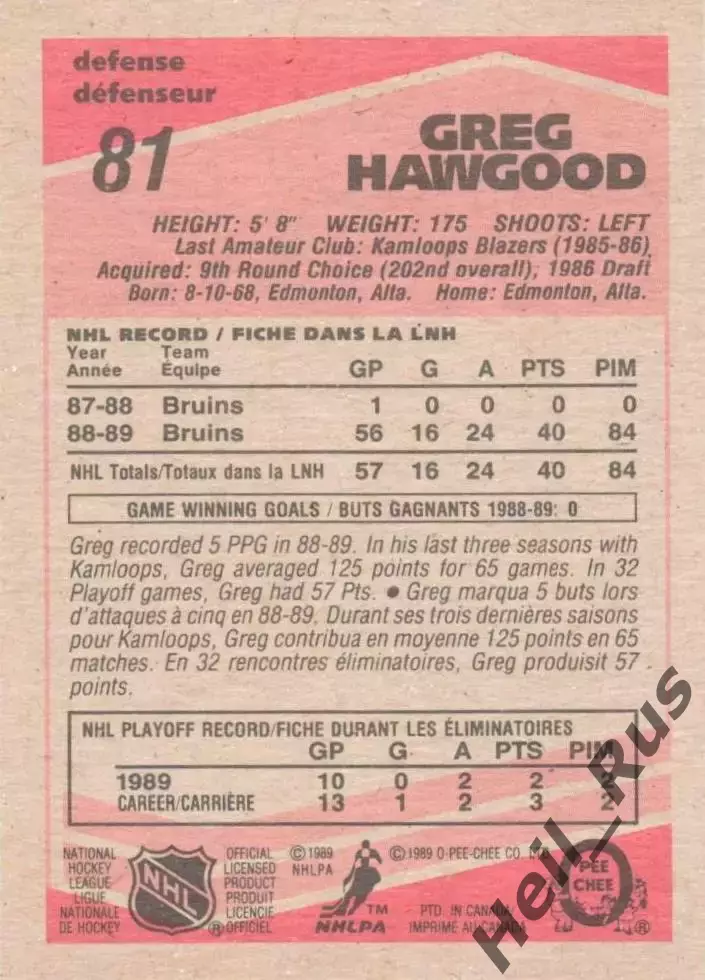 defense
défenseur
81
GREG
HAWGOOD
HEIGHT: 5' 8" WEIGHT: 175 SHOOTS: LEFT
Last Amateur Club: Kamloops Blazers (1985-86)
Acquired: 9th Round Choice (202nd overall), 1986 Draft
Born: 8-10-68, Edmonton, Alta. Home: Edmonton, Alta.
NHL RECORD / FICHE DANS LA LNH
Year Team
Année Équipe GP G A PTS PIM
87-88 Bruins 1 0 0 0 0
88-89 Bruins 56 16 24 40 84
NHL Totals/Totaux dans la LNH 57 16 24 40 84
GAME WINNING GOALS / BUTS GAGNANTS 1988-89: 0
Greg recorded 5 PPG in 88-89. In his last three seasons with
Kamloops, Greg averaged 125 points for 65 games. In 32
Playoff games, Greg had 57 Pts. ● Greg marqua 5 buts lors
d'attaques à cinq en 88-89. Durant ses trois dernières saisons
pour Kamloops, Greg contribua en moyenne 125 points en 65
matches. En 32 rencontres éliminatoires, Greg produisit 57
points.
NHL PLAYOFF RECORD/FICHE DURANT LES ÉLIMINATOIRES
GP G A PTS PIM
1989 10 0 2 2 2
CAREER/CARRIÈRE 13 1 2 3 2
NATIONAL
HOCKEY
LEAGUE
LIGUE
NATIONALE
DE HOCKEY
NHL
®
OFFICIAL
LICENSED
PRODUCT
PRODUIT
LICENCIE
OFFICIEL
© 1989
NHLPA
TM
NHLPA
© 1989 O-PEE-CHEE CO. LTD.
PTD. IN CANADA
IMPRIME AU CANADA
O
PEE
CHEE
®
Heil_Rus